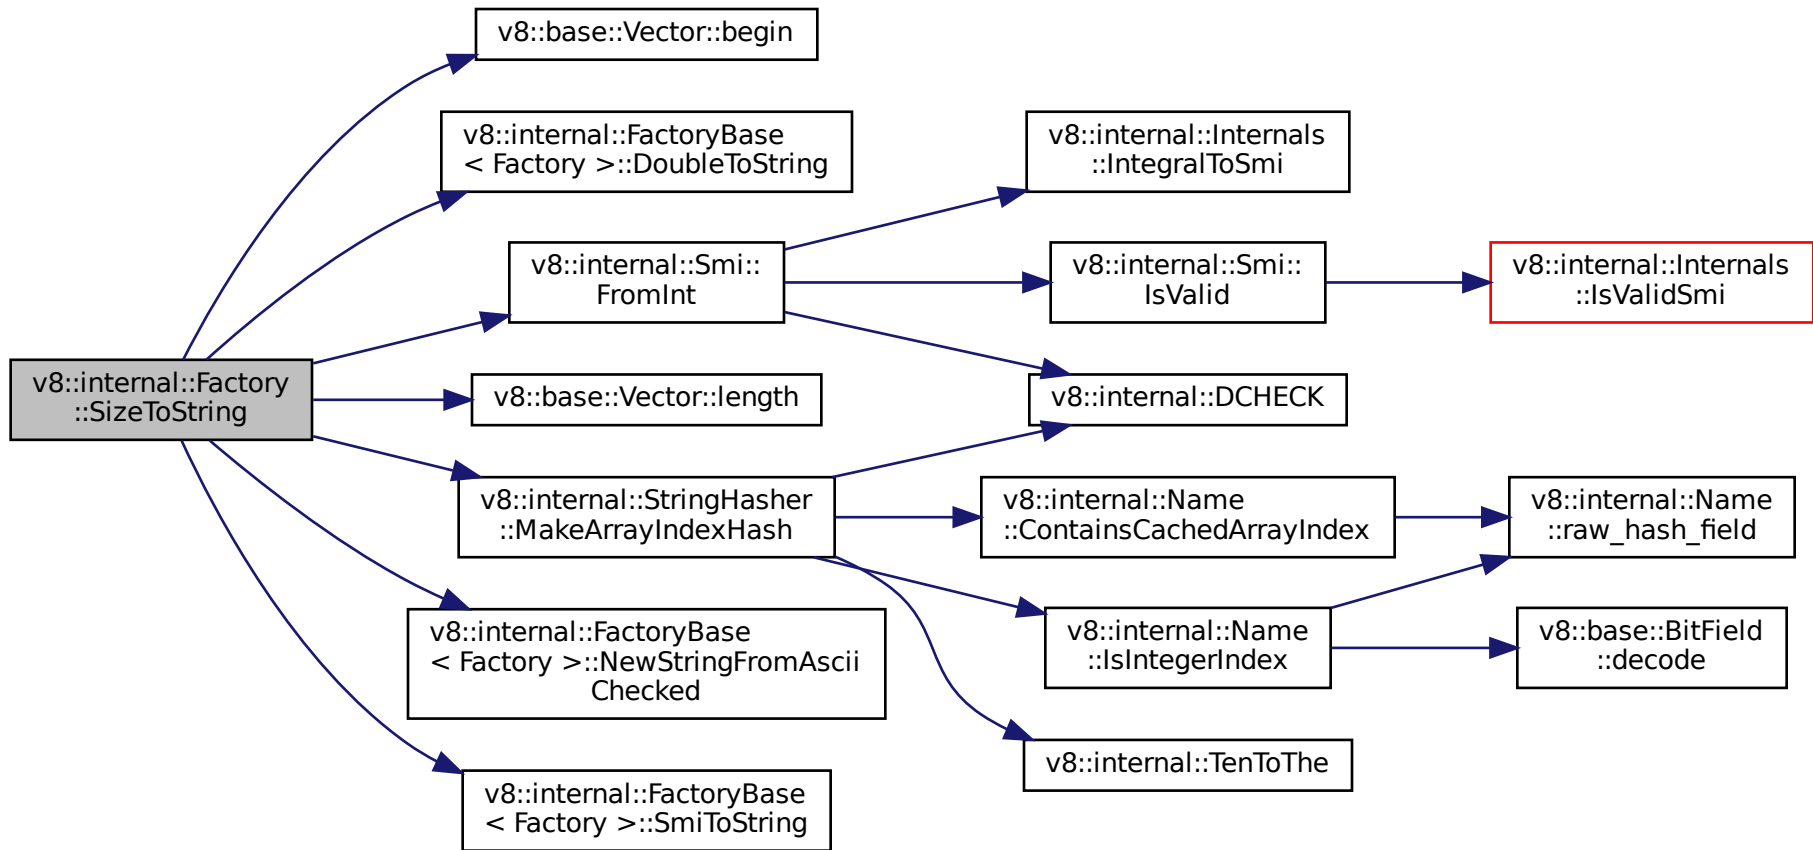 v8::internal::Factory
::SizeToString
v8::base::Vector::begin
v8::internal::FactoryBase
< Factory >::DoubleToString
v8::internal::Smi::
FromInt
v8::base::Vector::length
v8::internal::StringHasher
::MakeArrayIndexHash
v8::internal::FactoryBase
< Factory >::NewStringFromAscii
Checked
v8::internal::FactoryBase
< Factory >::SmiToString
v8::internal::Internals
::IntegralToSmi
v8::internal::Smi::
IsValid
v8::internal::DCHECK
v8::internal::Name
::ContainsCachedArrayIndex
v8::internal::Name
::IsIntegerIndex
v8::internal::TenToThe
v8::internal::Internals
::IsValidSmi
v8::internal::Name
::raw_hash_field
v8::base::BitField
::decode